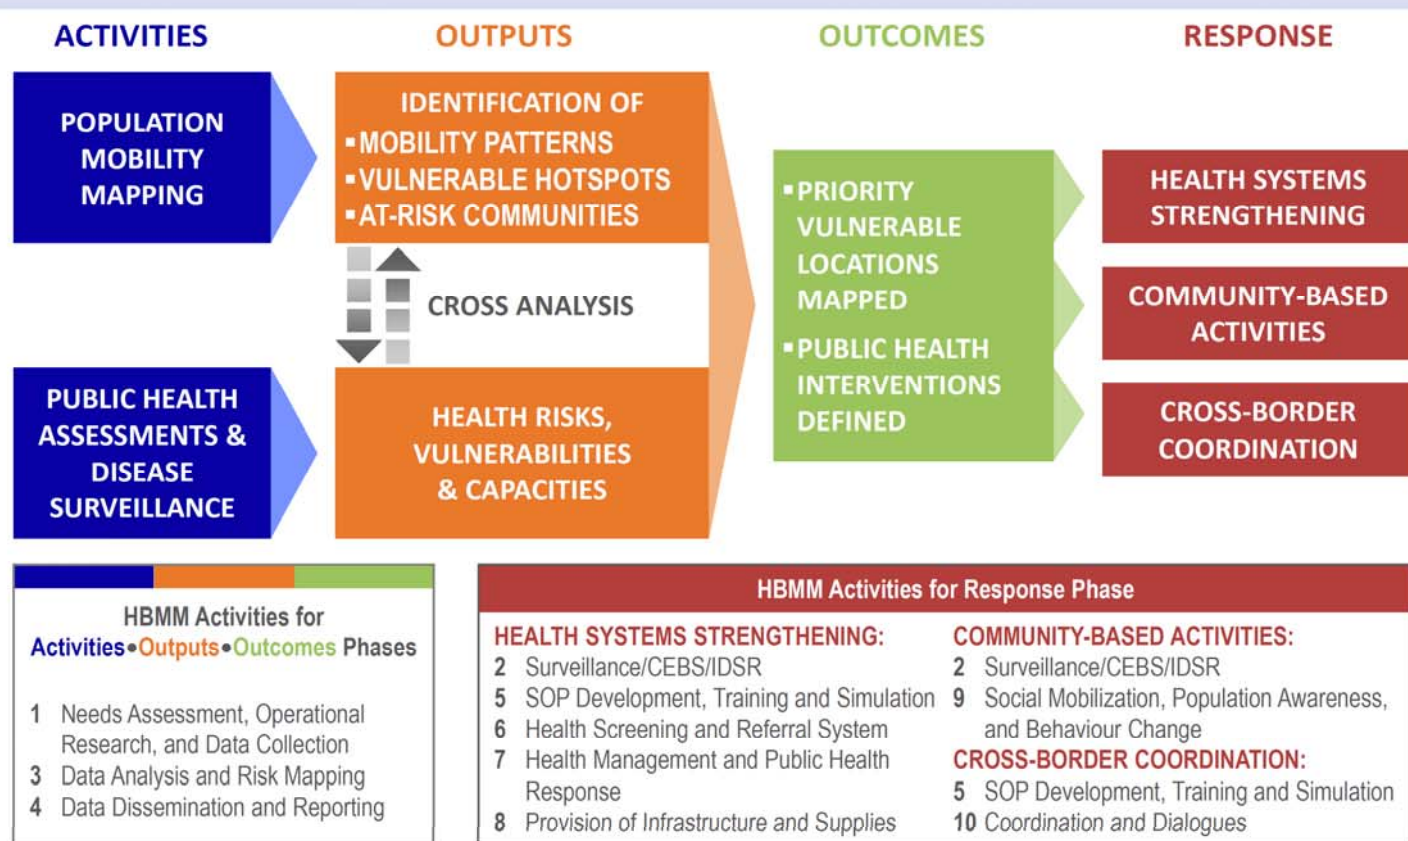 ACTIVITIES
OUTPUTS
OUTCOMES
RESPONSE
POPULATION
MOBILITY
MAPPING
IDENTIFICATION OF
▪MOBILITY PATTERNS
▪VULNERABLE HOTSPOTS
▪AT-RISK COMMUNITIES
CROSS ANALYSIS
PUBLIC HEALTH
ASSESSMENTS &
DISEASE
SURVEILLANCE
HEALTH RISKS,
VULNERABILITIES
& CAPACITIES
▪PRIORITY
VULNERABLE
LOCATIONS
MAPPED
▪PUBLIC HEALTH
INTERVENTIONS
DEFINED
HEALTH SYSTEMS
STRENGTHENING
COMMUNITY-BASED
ACTIVITIES
CROSS-BORDER
COORDINATION
HBMM Activities for
Activities•Outputs•Outcomes Phases
1 Needs Assessment, Operational
Research, and Data Collection
3 Data Analysis and Risk Mapping
4 Data Dissemination and Reporting
HBMM Activities for Response Phase
HEALTH SYSTEMS STRENGTHENING:
2 Surveillance/CEBS/IDSR
5 SOP Development, Training and Simulation
6 Health Screening and Referral System
7 Health Management and Public Health
Response
8 Provision of Infrastructure and Supplies
COMMUNITY-BASED ACTIVITIES:
2 Surveillance/CEBS/IDSR
9 Social Mobilization, Population Awareness,
and Behaviour Change
CROSS-BORDER COORDINATION:
5 SOP Development, Training and Simulation
10 Coordination and Dialogues